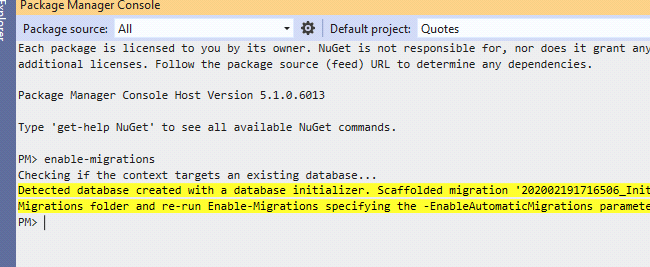 Package Manager Console
Explorer
Package source: All Default project: Quotes
Each package is licensed to you by its owner. NuGet is not responsible for, nor does it grant any
additional licenses. Follow the package source (feed) URL to determine any dependencies.
Package Manager Console Host Version 5.1.0.6013
Type 'get-help NuGet' to see all available NuGet commands.
PM> enable-migrations
Checking if the context targets an existing database...
Detected database created with a database initializer. Scaffolded migration '202002191716506_Init
Migrations folder and re-run Enable-Migrations specifying the -EnableAutomaticMigrations paramete
PM>